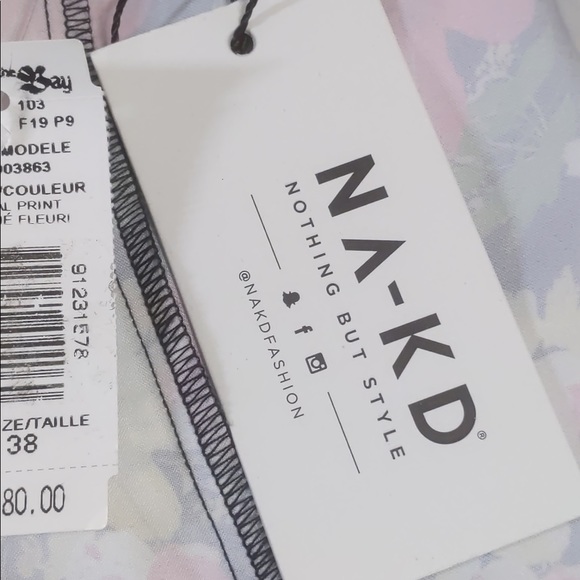 the Bay
103
F19 P9
MODELE
003863
/COULEUR
AL PRINT
É FLEURI
91231578
ZE/TAILLE
38
80.00
NA-KD®
NOTHING BUT STYLE
@NAKDFASHION